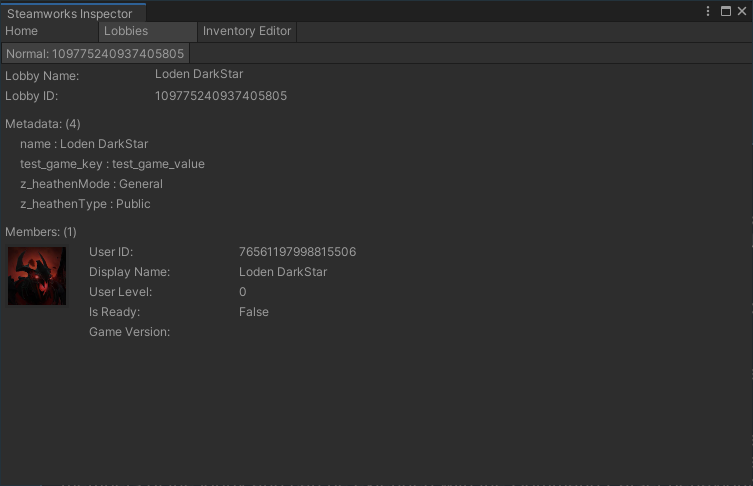 Steamworks Inspector
Home Lobbies Inventory Editor
Normal: 109775240937405805
Lobby Name: Loden DarkStar
Lobby ID: 109775240937405805
Metadata: (4)
name : Loden DarkStar
test_game_key : test_game_value
z_heathenMode : General
z_heathenType : Public
Members: (1)
User ID: 76561197998815506
Display Name: Loden DarkStar
User Level: 0
Is Ready: False
Game Version: